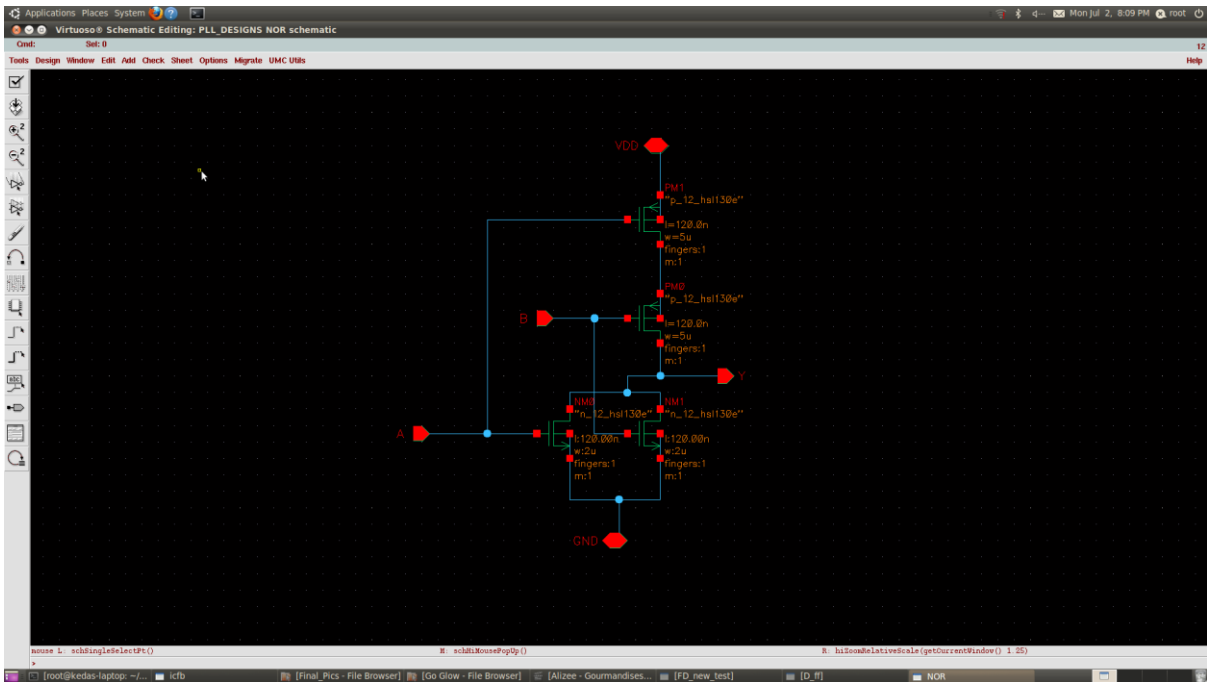 Applications Places System
Mon Jul 2, 8:09 PM root
Virtuoso® Schematic Editing: PLL_DESIGNS NOR schematic
Cmd: Sel: 0
12
Tools Design Window Edit Add Check Sheet Options Migrate UMC Utils Help
VDD
PM1
"p_12_hsl130e"
l=120.0n
w=5u
fingers:1
m:1
PM0
"p_12_hsl130e"
B
l=120.0n
w=5u
fingers:1
m:1
Y
NM0 NM1
"n_12_hsl130e" "n_12_hsl130e"
A
l:120.00n l:120.00n
w:2u w:2u
fingers:1 fingers:1
m:1 m:1
GND
mouse L: schSingleSelectPt() M: schHiMousePopUp() R: hiZoomRelativeScale(getCurrentWindow() 1.25)
>
[root@kedas-laptop: ~/... icfb [Final_Pics - File Browser] [Go Glow - File Browser] [Alizee - Gourmandises... [FD_new_test] [D_ff] NOR